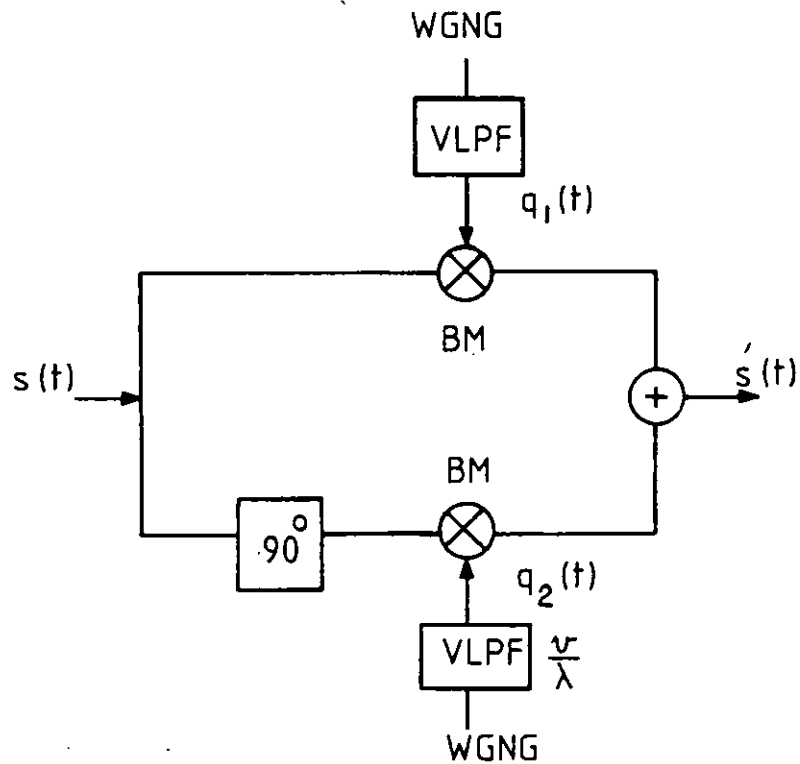 WGNG
VLPF
q₁(t)
BM
s(t)
+
s′(t)
BM
90°
q₂(t)
VLPF
v/λ
WGNG